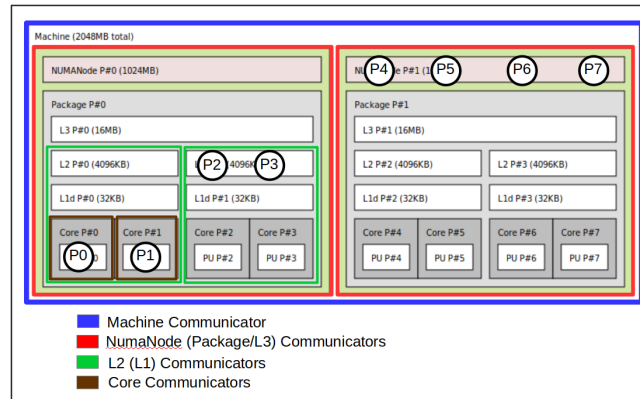 Machine (2048MB total)
NUMANode P#0 (1024MB)
NU P4 e P#1 (1 P5 P6 P7
Package P#0
Package P#1
L3 P#0 (16MB)
L3 P#1 (16MB)
L2 P#0 (4096KB)
P2 (4096K P3
L2 P#2 (4096KB)
L2 P#3 (4096KB)
L1d P#0 (32KB)
L1d P#1 (32KB)
L1d P#2 (32KB)
L1d P#3 (32KB)
Core P#0
Core P#1
Core P#2
Core P#3
Core P#4
Core P#5
Core P#6
Core P#7
P0
P1
PU P#2
PU P#3
PU P#4
PU P#5
PU P#6
PU P#7
Machine Communicator
NumaNode (Package/L3) Communicators
L2 (L1) Communicators
Core Communicators